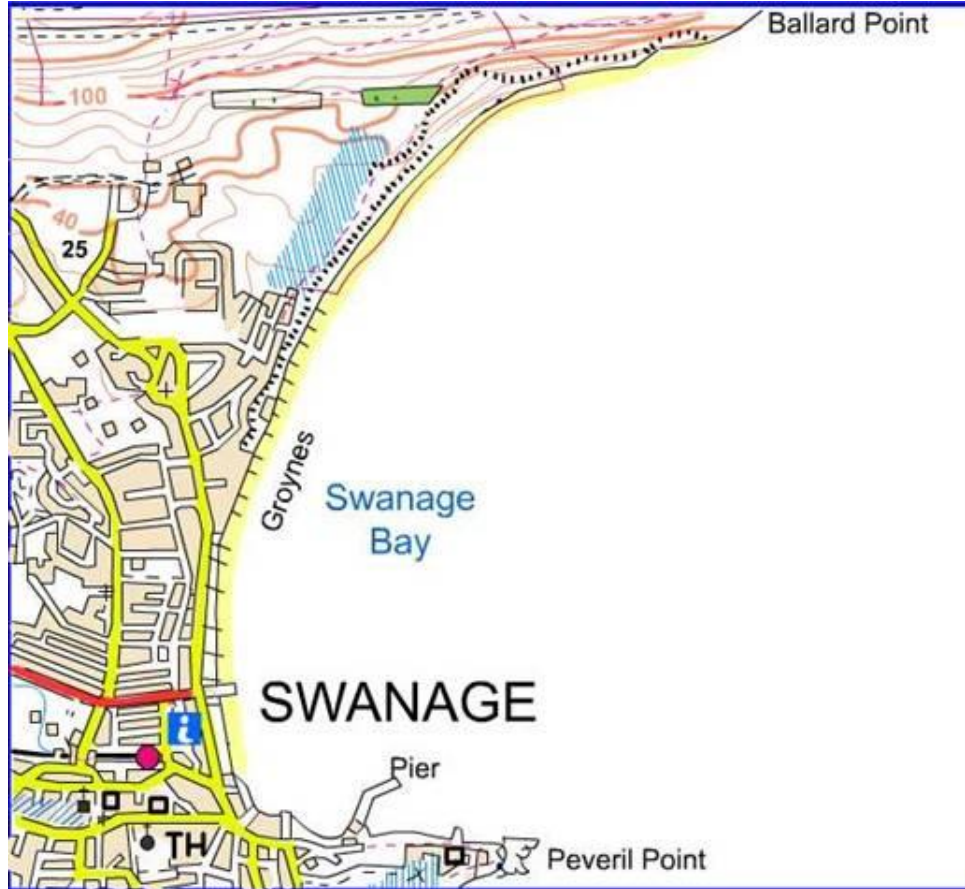 Ballard Point
100
40
25
Groynes
Swanage
Bay
SWANAGE
i
Pier
TH
Peveril Point